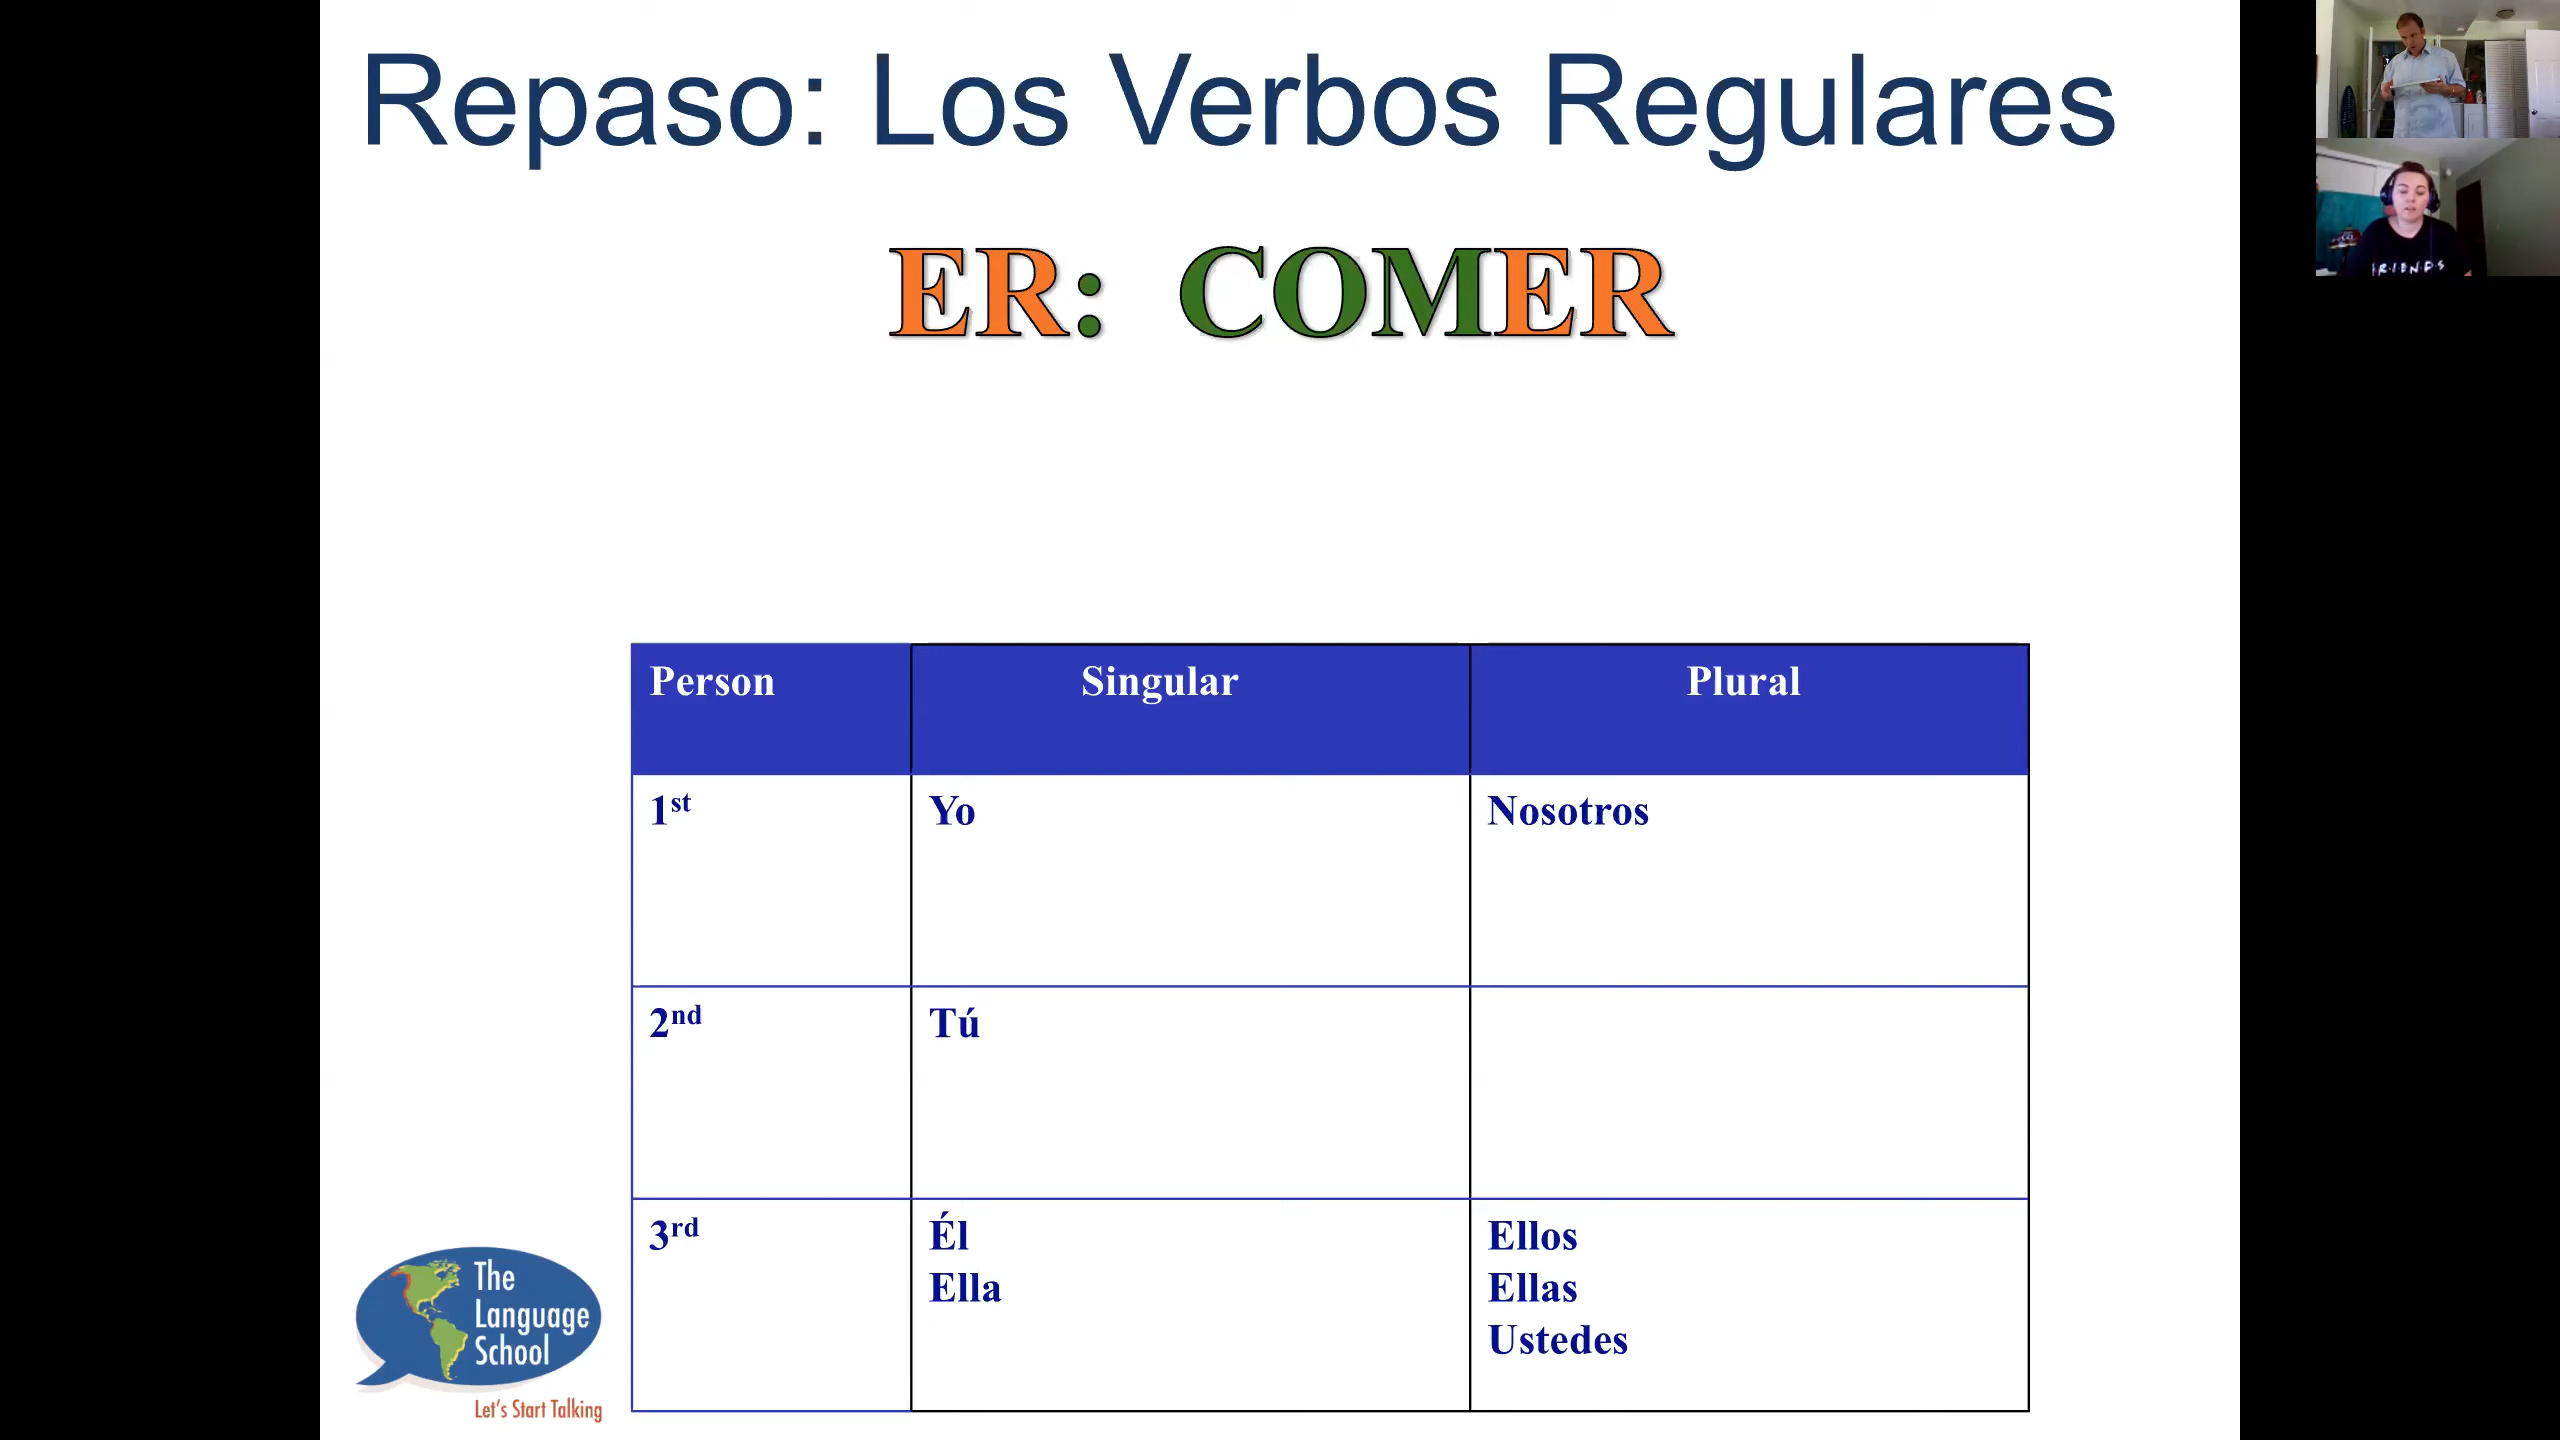 Repaso: Los Verbos Regulares
ER: COMER
Person Singular Plural
1st Yo Nosotros
2nd Tú
3rd Él Ellos
Ella Ellas
Ustedes
The
Language
School
Let's Start Talking
FRIENDS